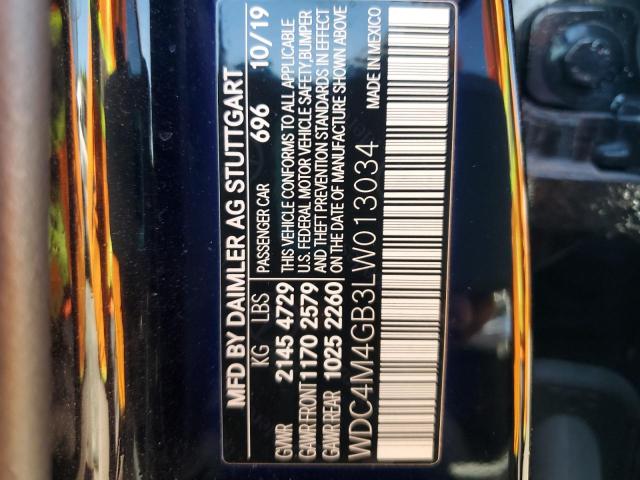 MFD BY DAIMLER AG STUTTGART
KG LBS PASSENGER CAR 696 10/19
GVWR 2145 4729 THIS VEHICLE CONFORMS TO ALL APPLICABLE
GAWR FRONT 1170 2579 U.S. FEDERAL MOTOR VEHICLE SAFETY,BUMPER
GAWR REAR 1025 2260 AND THEFT PREVENTION STANDARDS IN EFFECT
ON THE DATE OF MANUFACTURE SHOWN ABOVE
WDC4M4GB3LW013034 MADE IN MEXICO